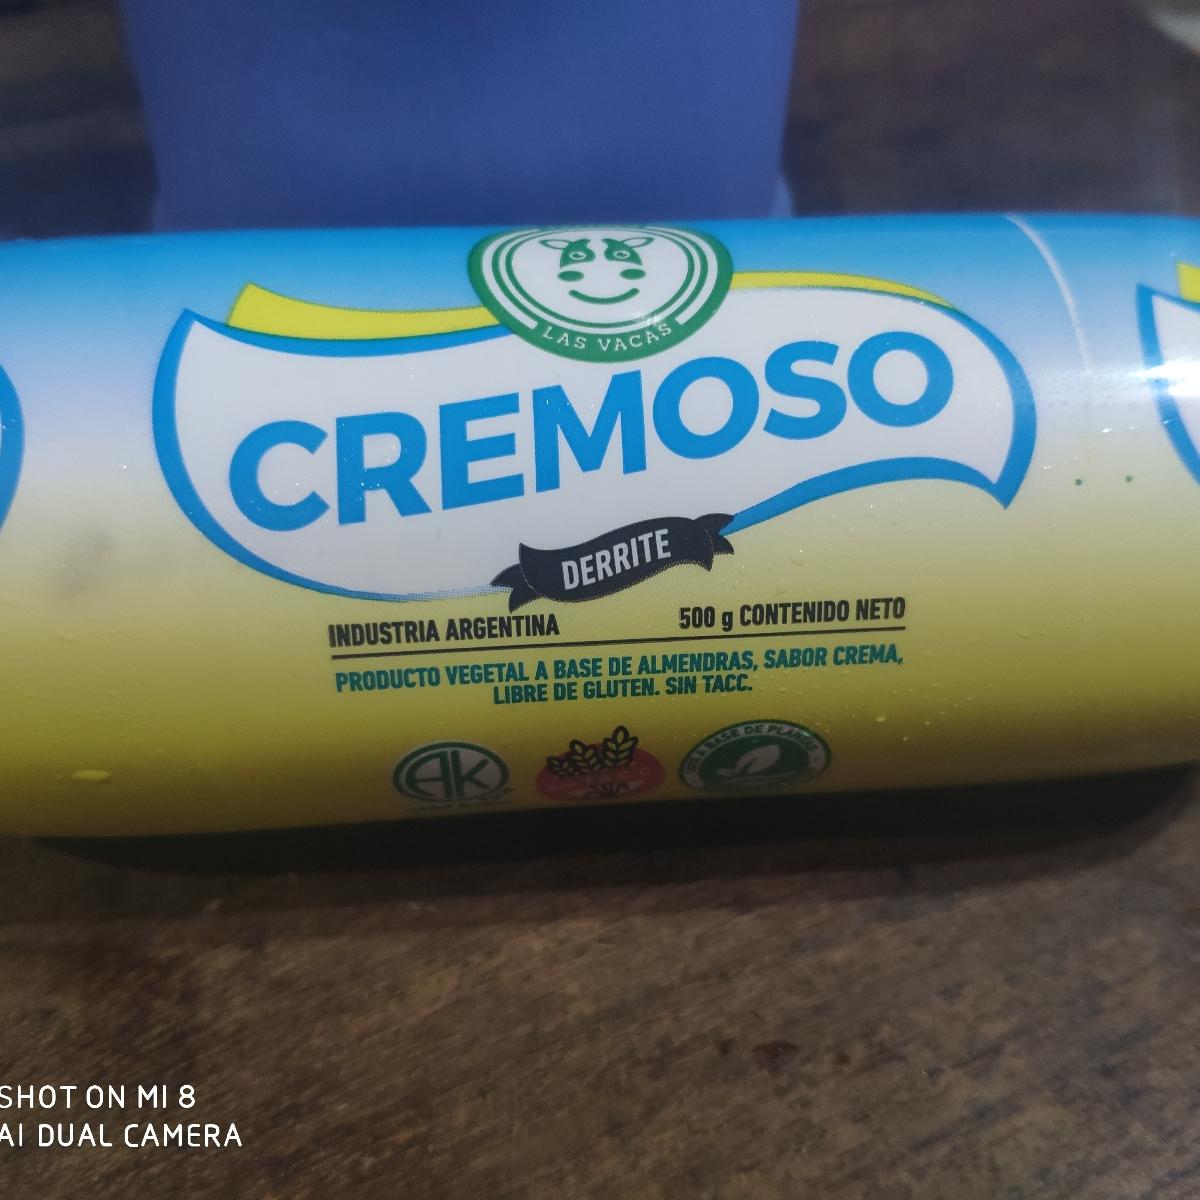 LAS VACAS
CREMOSO
DERRITE
INDUSTRIA ARGENTINA
500 g CONTENIDO NETO
PRODUCTO VEGETAL A BASE DE ALMENDRAS, SABOR CREMA,
LIBRE DE GLUTEN. SIN TACC.
AK
A BASE DE PLANTAS
SHOT ON MI 8
AI DUAL CAMERA